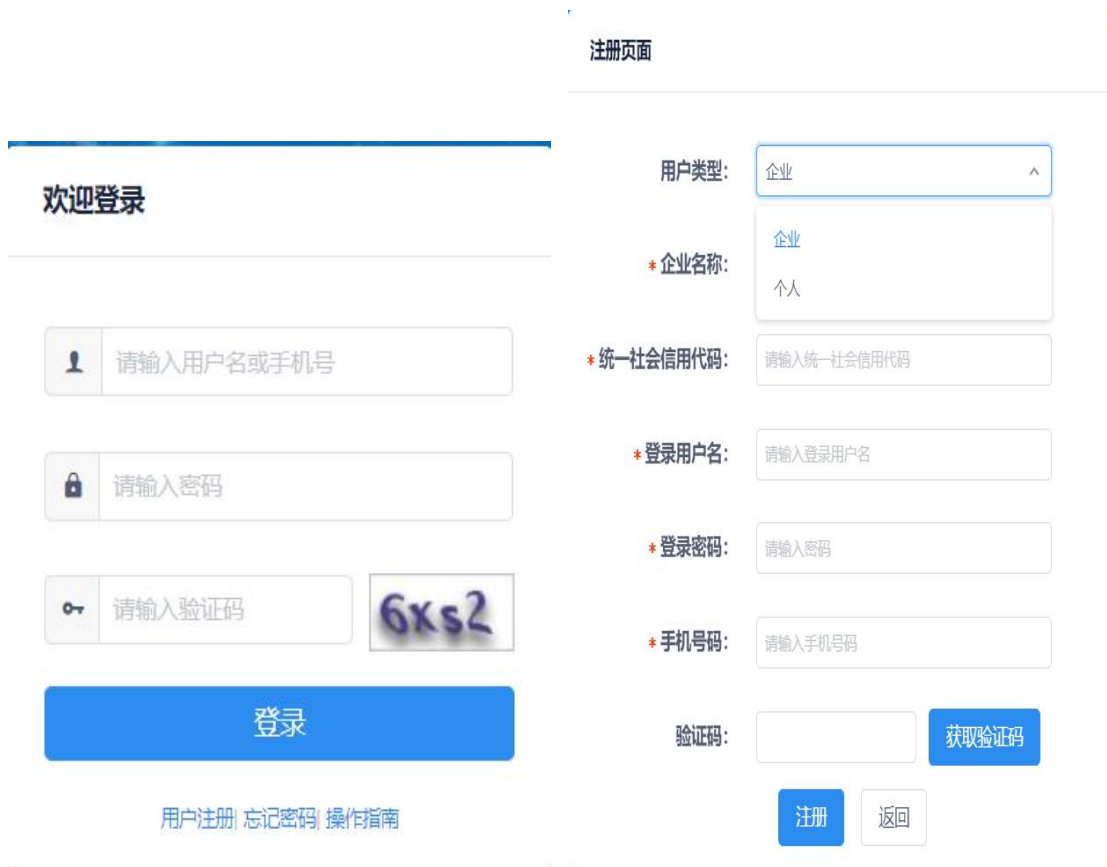 欢迎登录
请输入用户名或手机号
请输入密码
请输入验证码
6xs2
登录
用户注册| 忘记密码| 操作指南
注册页面
用户类型: 企业
企业
个人
* 企业名称:
* 统一社会信用代码: 请输入统一社会信用代码
* 登录用户名: 请输入登录用户名
* 登录密码: 请输入密码
* 手机号码: 请输入手机号码
验证码: 获取验证码
注册 返回